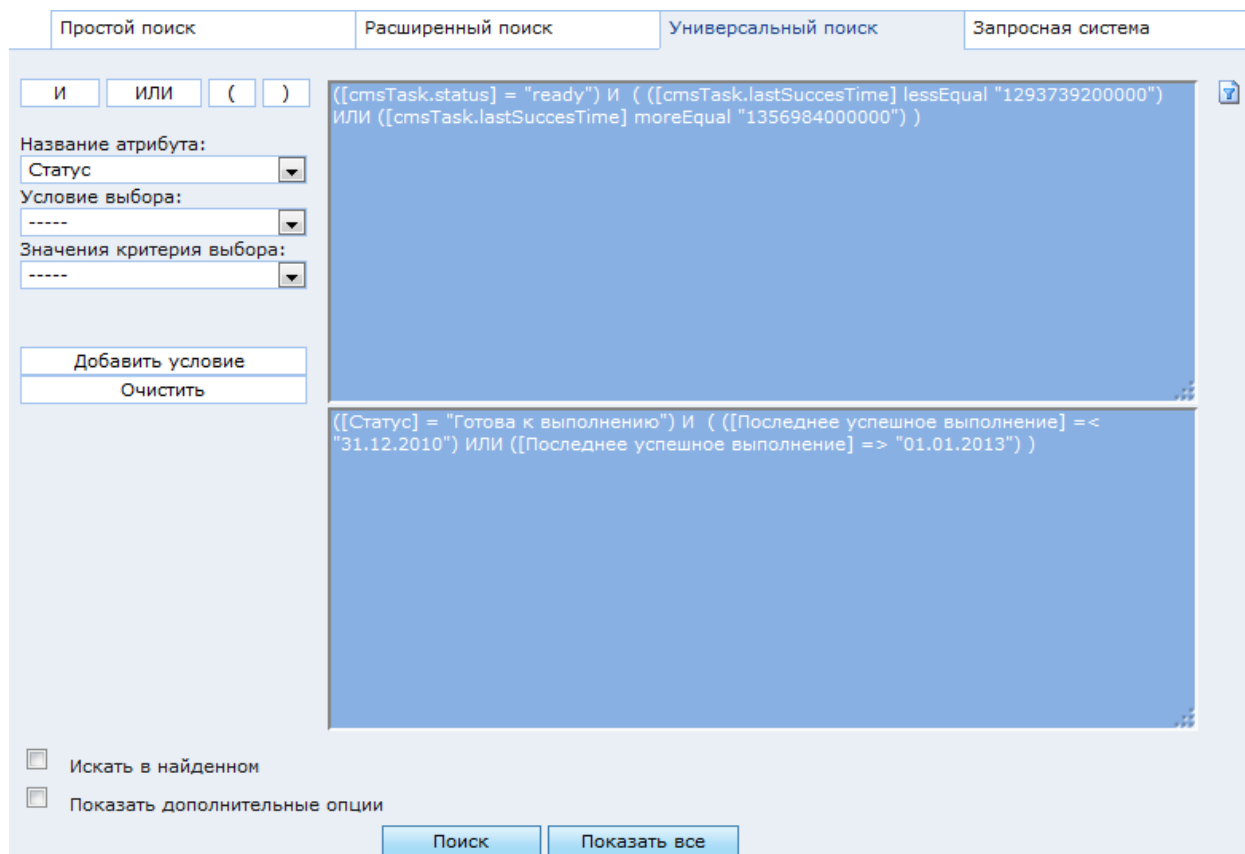 Простой поиск
Расширенный поиск
Универсальный поиск
Запросная система
И
ИЛИ
(
)
Название атрибута:
Статус
Условие выбора:
-----
Значения критерия выбора:
-----
Добавить условие
Очистить
([cmsTask.status] = "ready") И ( ([cmsTask.lastSuccesTime] lessEqual "1293739200000")
ИЛИ ([cmsTask.lastSuccesTime] moreEqual "1356984000000") )
([Статус] = "Готова к выполнению") И ( ([Последнее успешное выполнение] =<
"31.12.2010") ИЛИ ([Последнее успешное выполнение] => "01.01.2013") )
Искать в найденном
Показать дополнительные опции
Поиск
Показать все